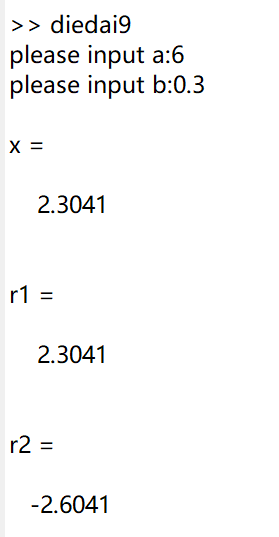 >> diedai9
please input a:6
please input b:0.3
x =
2.3041
r1 =
2.3041
r2 =
-2.6041